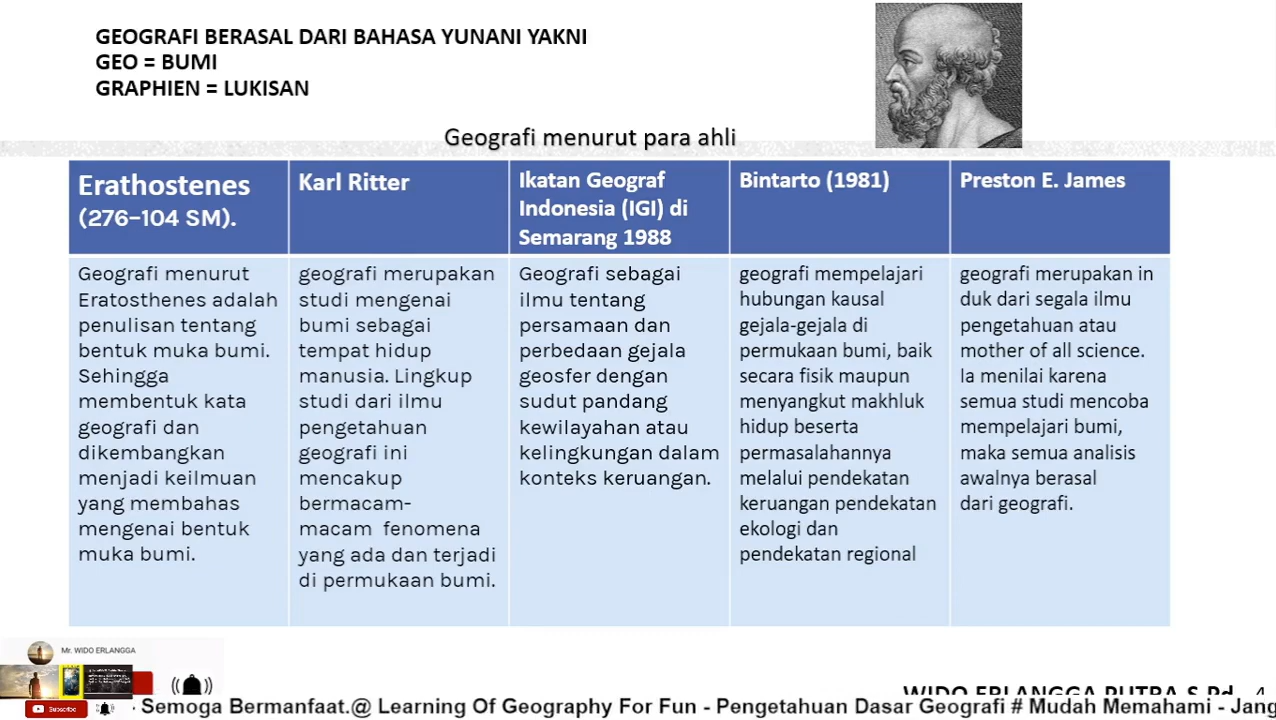 GEOGRAFI BERASAL DARI BAHASA YUNANI YAKNI
GEO = BUMI
GRAPHIEN = LUKISAN
Geografi menurut para ahli
Erathostenes
(276–104 SM).
Geografi menurut
Eratosthenes adalah
penulisan tentang
bentuk muka bumi.
Sehingga
membentuk kata
geografi dan
dikembangkan
menjadi keilmuan
yang membahas
mengenai bentuk
muka bumi.
Karl Ritter
geografi merupakan
studi mengenai
bumi sebagai
tempat hidup
manusia. Lingkup
studi dari ilmu
pengetahuan
geografi ini
mencakup
bermacam-
macam fenomena
yang ada dan terjadi
di permukaan bumi.
Ikatan Geograf
Indonesia (IGI) di
Semarang 1988
Geografi sebagai
ilmu tentang
persamaan dan
perbedaan gejala
geosfer dengan
sudut pandang
kewilayahan atau
kelingkungan dalam
konteks keruangan.
Bintarto (1981)
geografi mempelajari
hubungan kausal
gejala-gejala di
permukaan bumi, baik
secara fisik maupun
menyangkut makhluk
hidup beserta
permasalahannya
melalui pendekatan
keruangan pendekatan
ekologi dan
pendekatan regional
Preston E. James
geografi merupakan in
duk dari segala ilmu
pengetahuan atau
mother of all science.
Ia menilai karena
semua studi mencoba
mempelajari bumi,
maka semua analisis
awalnya berasal
dari geografi.
Mr. WIDO ERLANGGA
Subscribe
WIDO ERLANGGA PUTRA S.Pd 4
- Semoga Bermanfaat.@ Learning Of Geography For Fun - Pengetahuan Dasar Geografi # Mudah Memahami - Jang